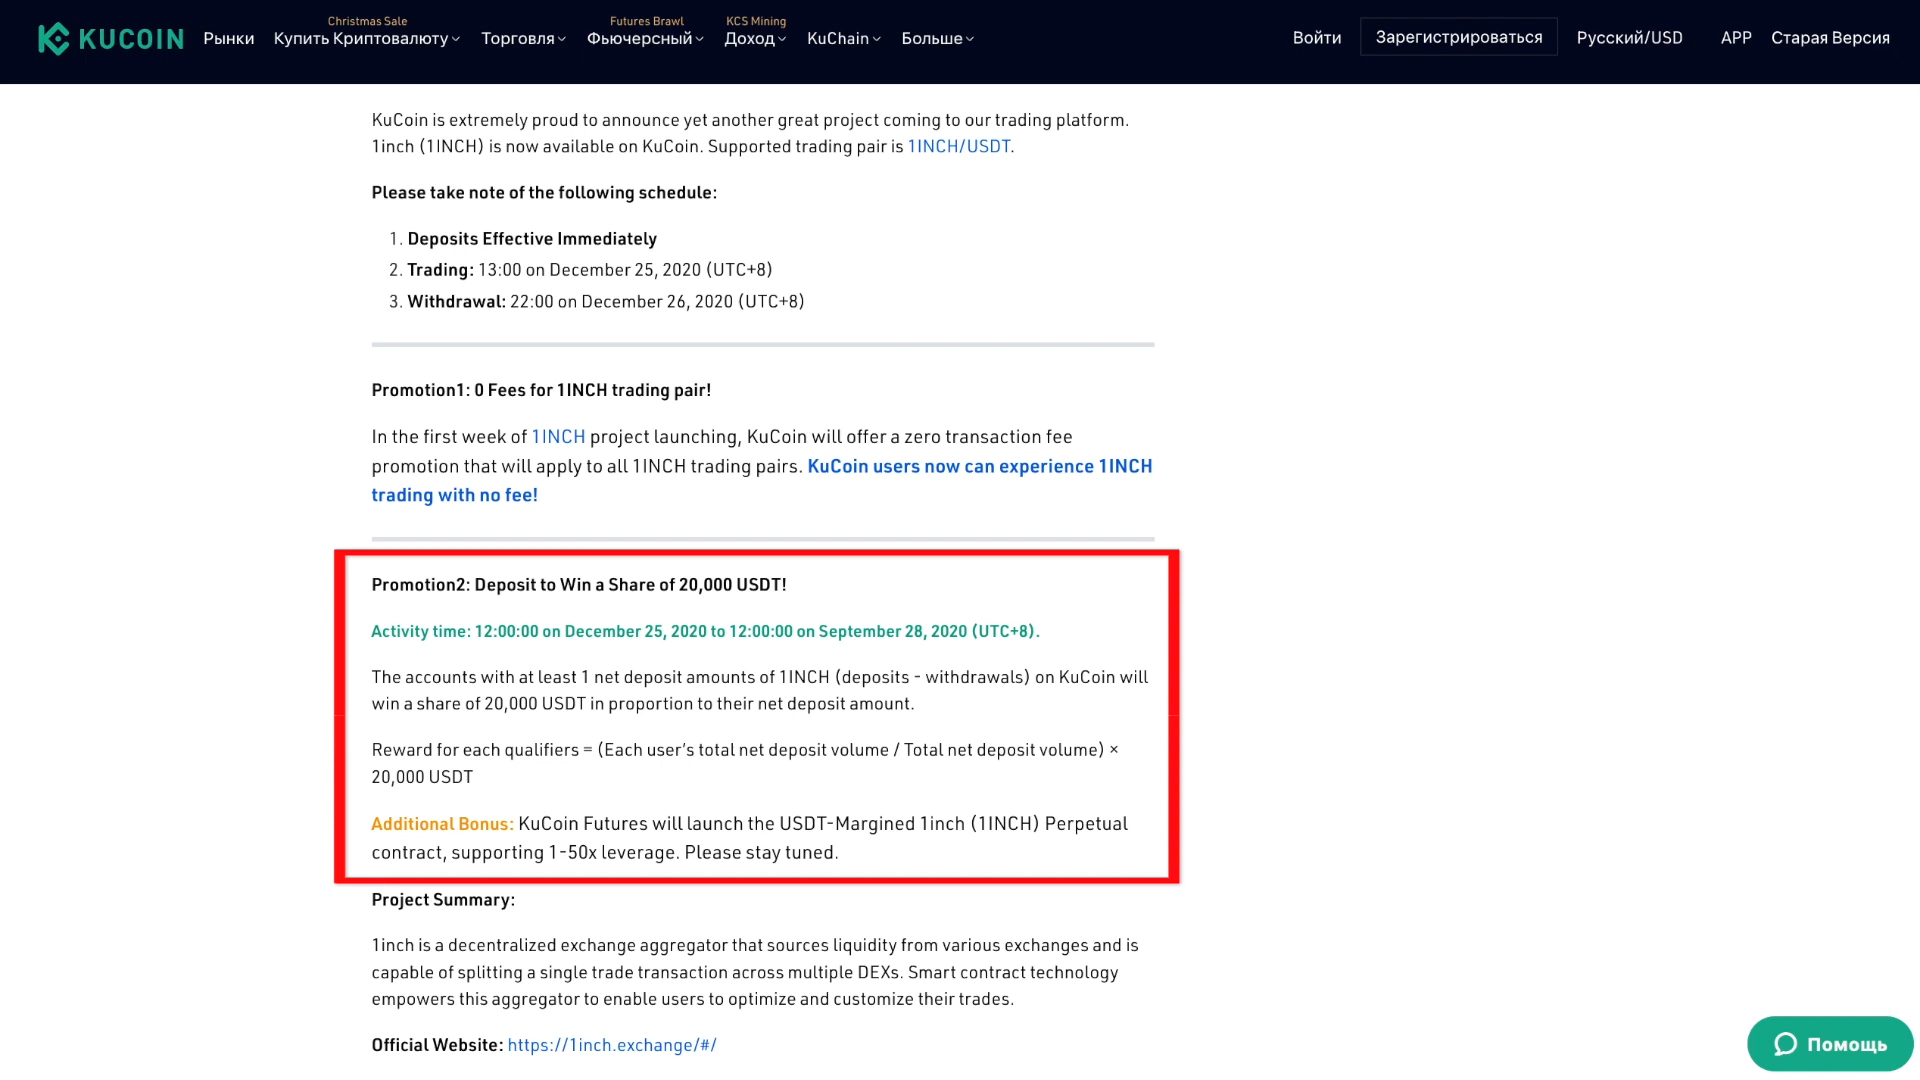 Christmas Sale
Futures Brawl
KCS Mining
KUCOIN
Рынки
Купить Криптовалюту
Торговля
Фьючерсный
Доход
KuChain
Больше
Войти
Зарегистрироваться
Русский/USD
APP
Старая Версия
KuCoin is extremely proud to announce yet another great project coming to our trading platform.
1inch (1INCH) is now available on KuCoin. Supported trading pair is 1INCH/USDT.
Please take note of the following schedule:
1. Deposits Effective Immediately
2. Trading: 13:00 on December 25, 2020 (UTC+8)
3. Withdrawal: 22:00 on December 26, 2020 (UTC+8)
Promotion1: 0 Fees for 1INCH trading pair!
In the first week of 1INCH project launching, KuCoin will offer a zero transaction fee
promotion that will apply to all 1INCH trading pairs. KuCoin users now can experience 1INCH
trading with no fee!
Promotion2: Deposit to Win a Share of 20,000 USDT!
Activity time: 12:00:00 on December 25, 2020 to 12:00:00 on September 28, 2020 (UTC+8).
The accounts with at least 1 net deposit amounts of 1INCH (deposits - withdrawals) on KuCoin will
win a share of 20,000 USDT in proportion to their net deposit amount.
Reward for each qualifiers = (Each user's total net deposit volume / Total net deposit volume) ×
20,000 USDT
Additional Bonus: KuCoin Futures will launch the USDT-Margined 1inch (1INCH) Perpetual
contract, supporting 1-50x leverage. Please stay tuned.
Project Summary:
1inch is a decentralized exchange aggregator that sources liquidity from various exchanges and is
capable of splitting a single trade transaction across multiple DEXs. Smart contract technology
empowers this aggregator to enable users to optimize and customize their trades.
Official Website: https://1inch.exchange/#/
Помощь